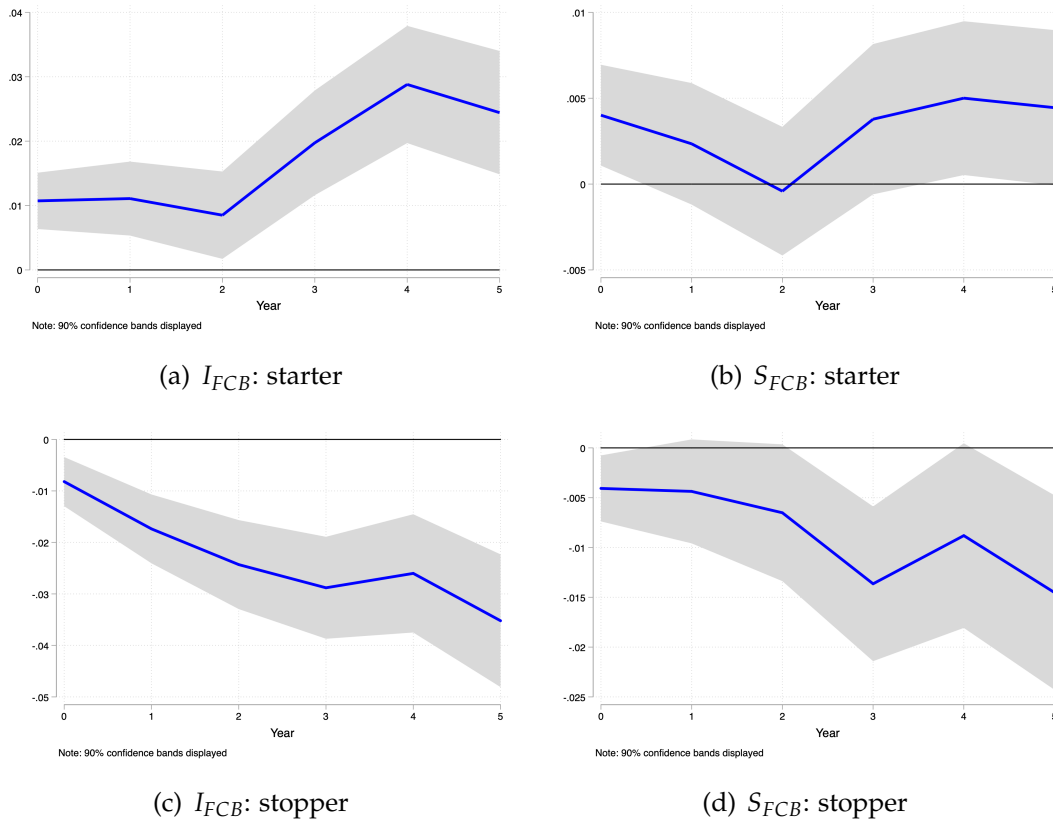 .04
.03
.02
.01
0
0 1 2 3 4 5
Year
Note: 90% confidence bands displayed
(a) I_FCB: starter
.01
.005
0
-.005
0 1 2 3 4 5
Year
Note: 90% confidence bands displayed
(b) S_FCB: starter
0
-.01
-.02
-.03
-.04
-.05
0 1 2 3 4 5
Year
Note: 90% confidence bands displayed
(c) I_FCB: stopper
0
-.005
-.01
-.015
-.02
-.025
0 1 2 3 4 5
Year
Note: 90% confidence bands displayed
(d) S_FCB: stopper